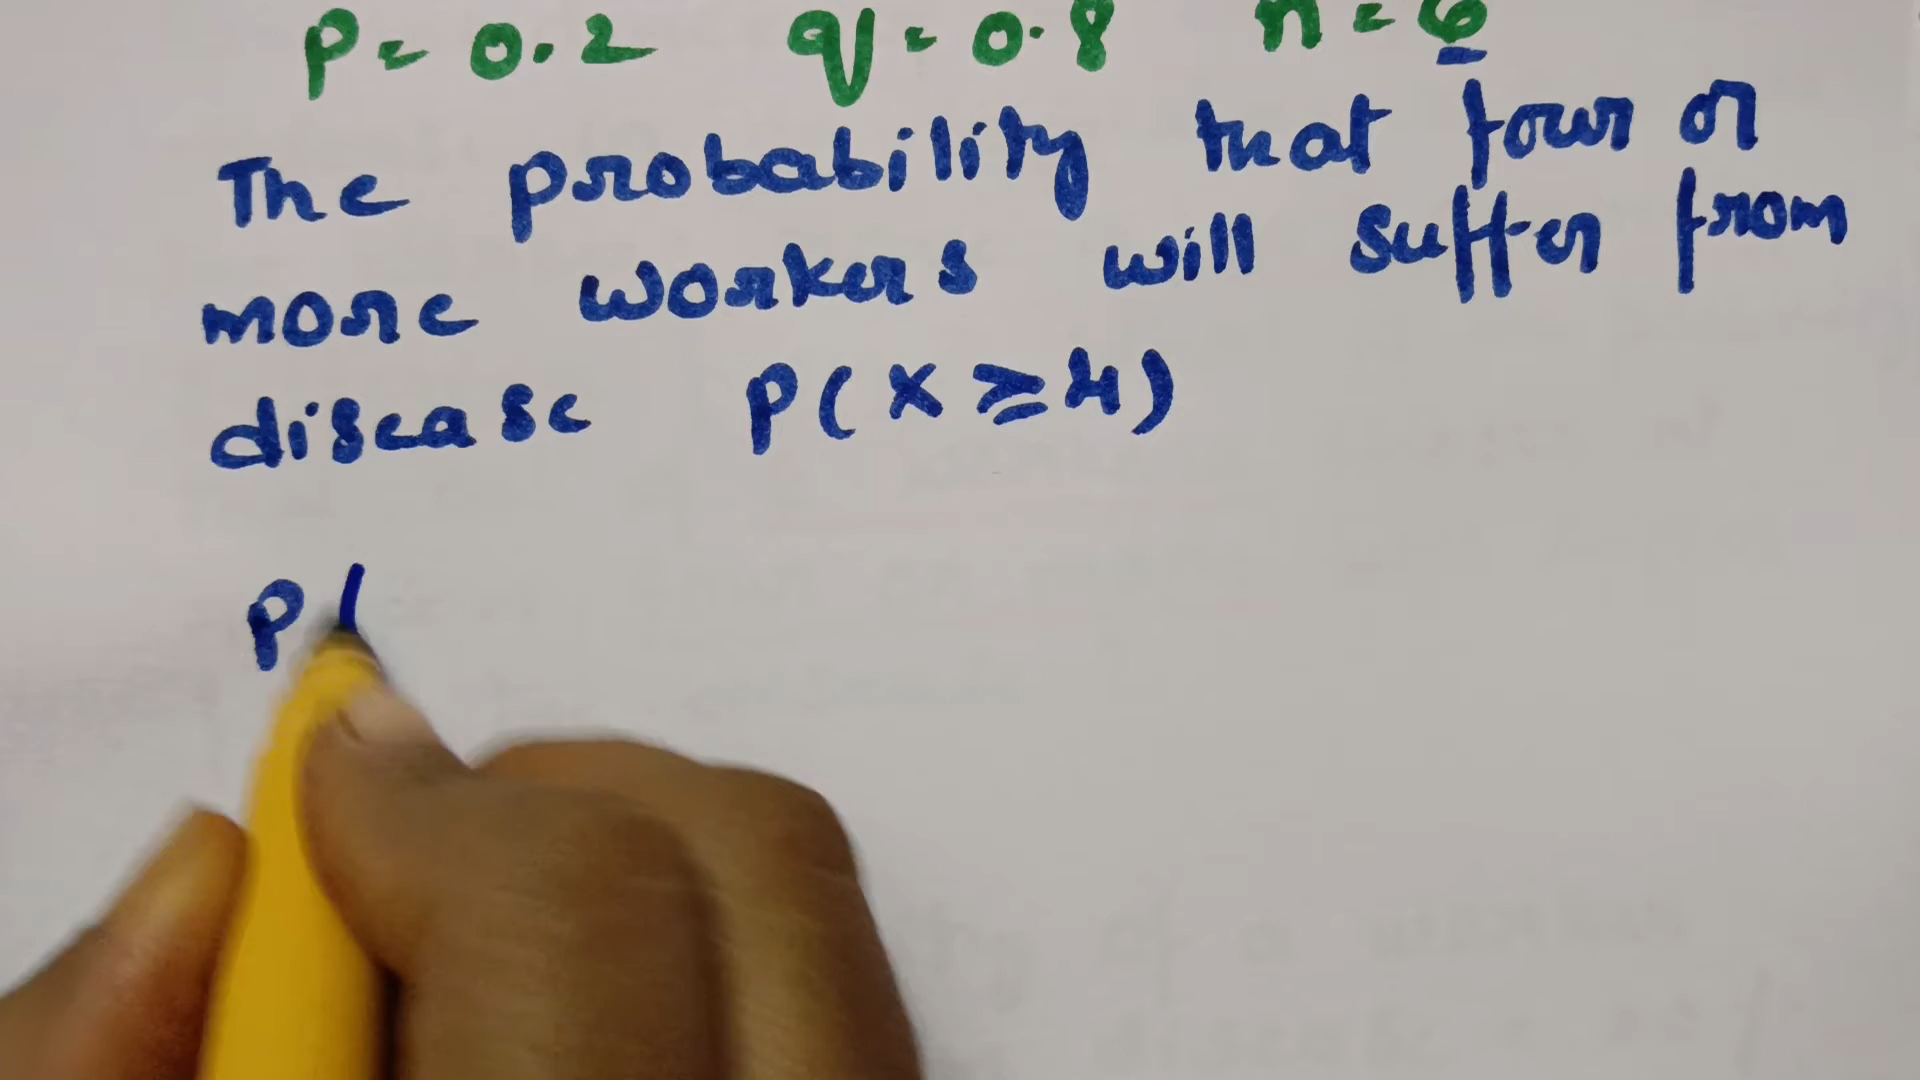 P = 0.2 q = 0.8 n = 6
The probability that four or
more workers will suffer from
disease P(X ≥ 4)
P(